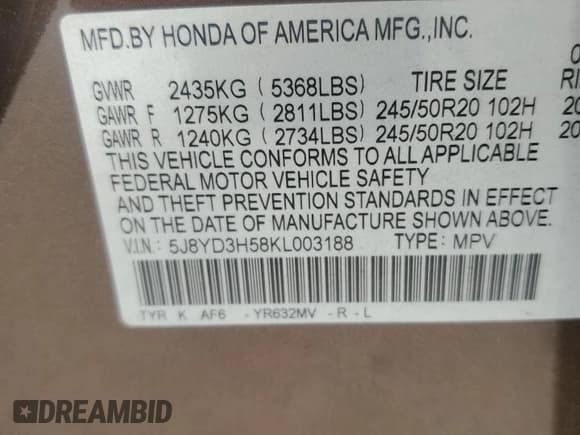 MFD.BY HONDA OF AMERICA MFG.,INC.
GVWR 2435KG ( 5368LBS) TIRE SIZE
GAWR F 1275KG ( 2811LBS) 245/50R20 102H 20
GAWR R 1240KG ( 2734LBS) 245/50R20 102H 20
THIS VEHICLE CONFORMS TO ALL APPLICABLE
FEDERAL MOTOR VEHICLE SAFETY
AND THEFT PREVENTION STANDARDS IN EFFECT
ON THE DATE OF MANUFACTURE SHOWN ABOVE.
V.I.N: 5J8YD3H58KL003188 TYPE: MPV
TYR K AF6 - YR632MV - R - L
DREAMBID